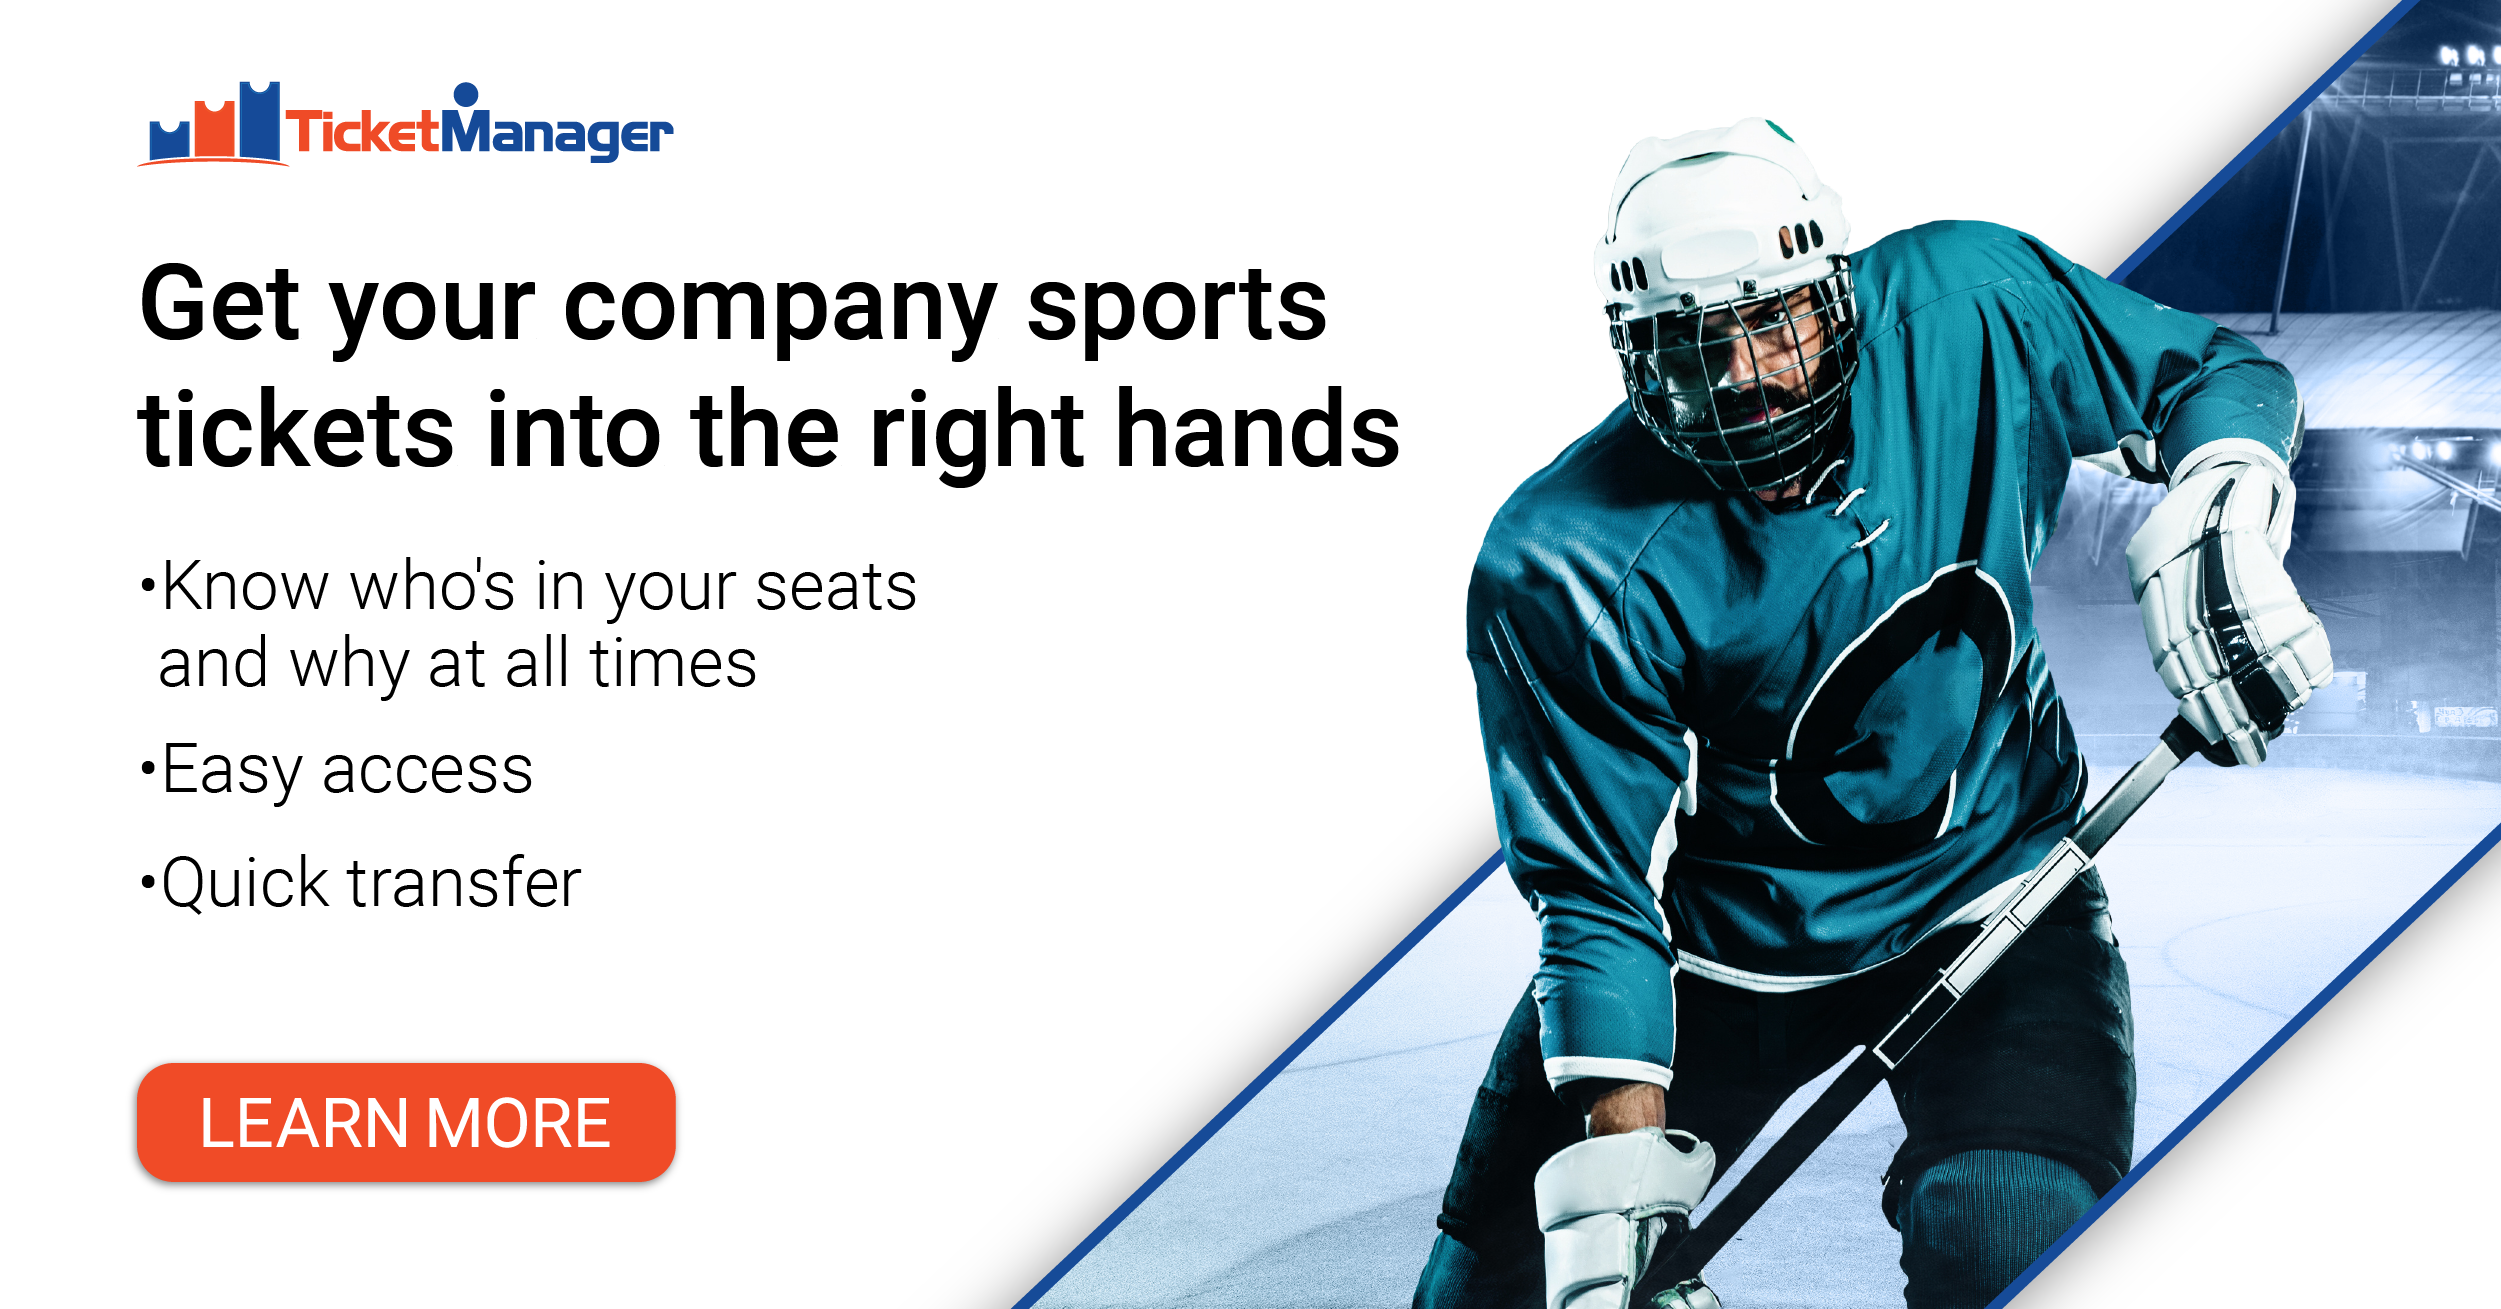 TicketManager
Get your company sports
tickets into the right hands
•Know who's in your seats
and why at all times
•Easy access
•Quick transfer
LEARN MORE